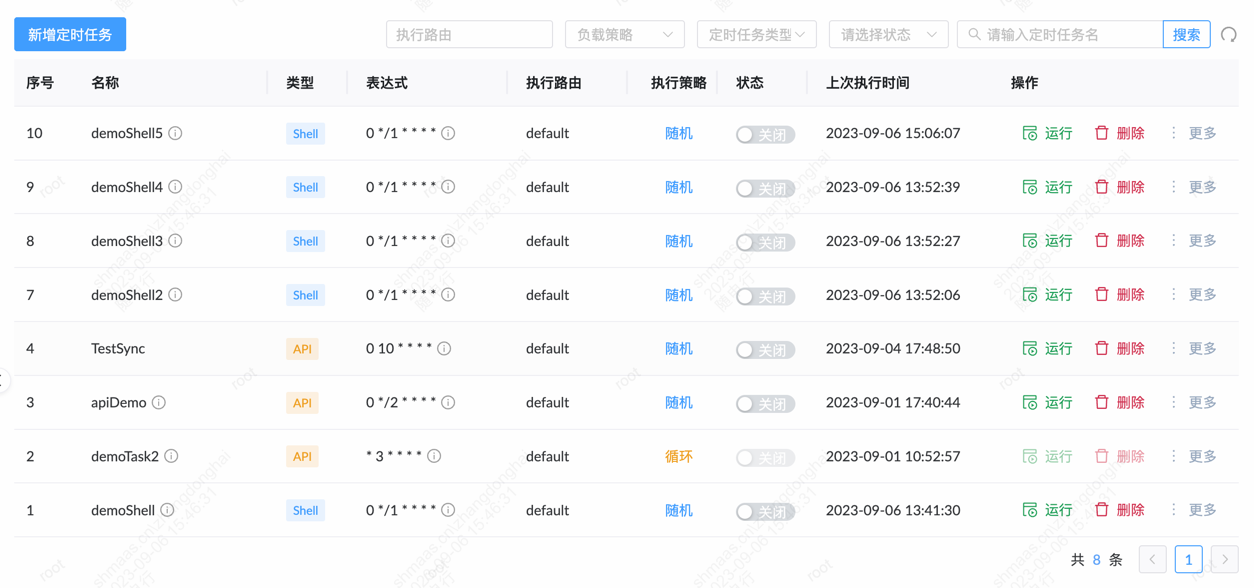 新增定时任务 执行路由 负载策略 定时任务类型 请选择状态 请输入定时任务名 搜索
序号 名称 类型 表达式 执行路由 执行策略 状态 上次执行时间 操作
10 demoShell5 Shell 0 */1 * * * * default 随机 关闭 2023-09-06 15:06:07 运行 删除 更多
9 demoShell4 Shell 0 */1 * * * * default 随机 关闭 2023-09-06 13:52:39 运行 删除 更多
8 demoShell3 Shell 0 */1 * * * * default 随机 关闭 2023-09-06 13:52:27 运行 删除 更多
7 demoShell2 Shell 0 */1 * * * * default 随机 关闭 2023-09-06 13:52:06 运行 删除 更多
4 TestSync API 0 10 * * * * default 随机 关闭 2023-09-04 17:48:50 运行 删除 更多
3 apiDemo API 0 */2 * * * * default 随机 关闭 2023-09-01 17:40:44 运行 删除 更多
2 demoTask2 API * 3 * * * * default 循环 关闭 2023-09-01 10:52:57 运行 删除 更多
1 demoShell Shell 0 */1 * * * * default 随机 关闭 2023-09-06 13:41:30 运行 删除 更多
共 8 条 1